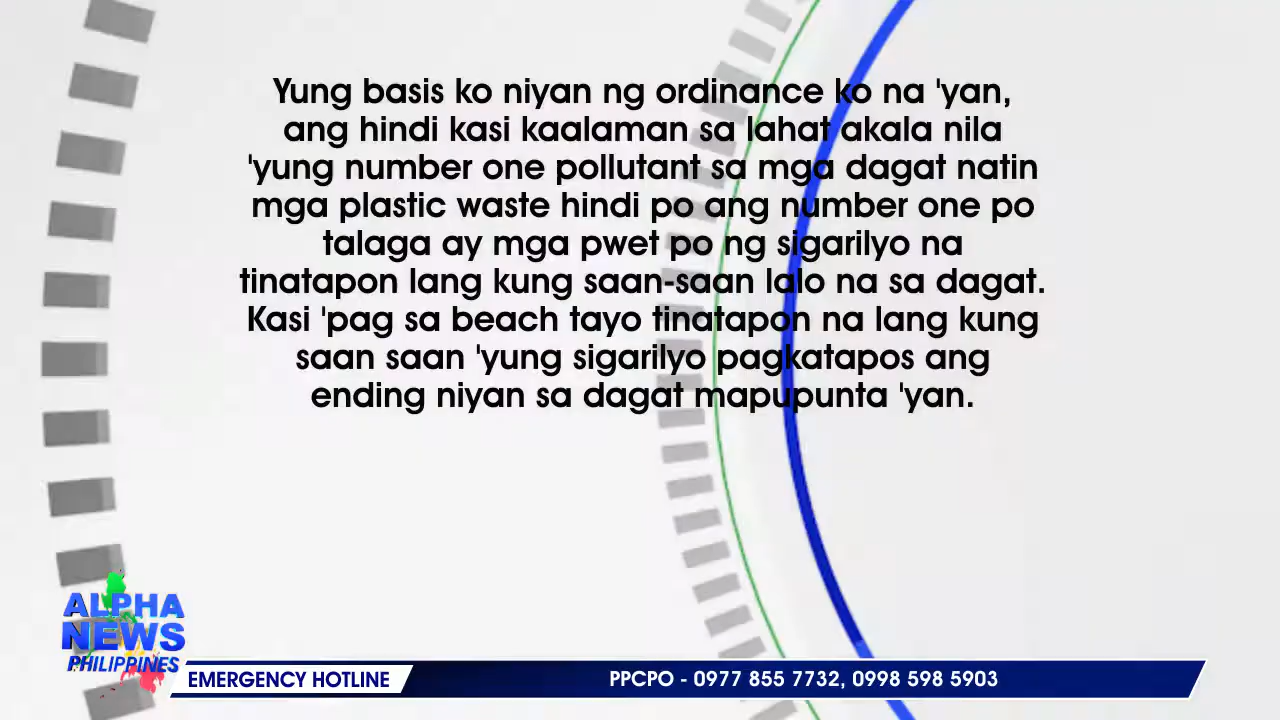 Yung basis ko niyan ng ordinance ko na 'yan,
ang hindi kasi kaalaman sa lahat akala nila
'yung number one pollutant sa mga dagat natin
mga plastic waste hindi po ang number one po
talaga ay mga pwet po ng sigarilyo na
tinatapon lang kung saan-saan lalo na sa dagat.
Kasi 'pag sa beach tayo tinatapon na lang kung
saan saan 'yung sigarilyo pagkatapos ang
ending niyan sa dagat mapupunta 'yan.
ALPHA
NEWS
PHILIPPINES
EMERGENCY HOTLINE
PPCPO - 0977 855 7732, 0998 598 5903